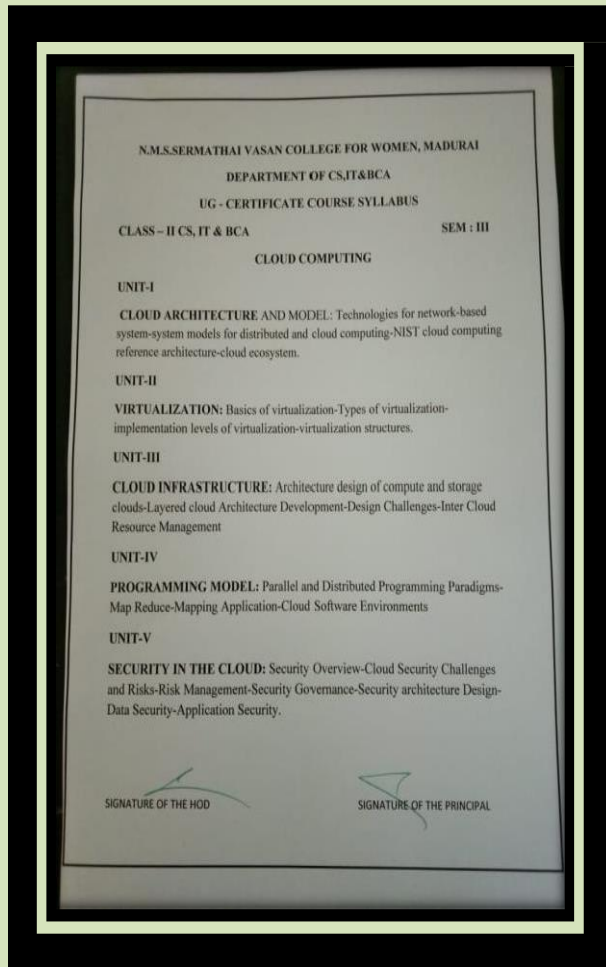 N.M.S.SERMATHAI VASAN COLLEGE FOR WOMEN, MADURAI
DEPARTMENT OF CS,IT&BCA
UG - CERTIFICATE COURSE SYLLABUS
CLASS – II CS, IT & BCA SEM : III
CLOUD COMPUTING
UNIT-I
CLOUD ARCHITECTURE AND MODEL: Technologies for network-based
system-system models for distributed and cloud computing-NIST cloud computing
reference architecture-cloud ecosystem.
UNIT-II
VIRTUALIZATION: Basics of virtualization-Types of virtualization-
implementation levels of virtualization-virtualization structures.
UNIT-III
CLOUD INFRASTRUCTURE: Architecture design of compute and storage
clouds-Layered cloud Architecture Development-Design Challenges-Inter Cloud
Resource Management
UNIT-IV
PROGRAMMING MODEL: Parallel and Distributed Programming Paradigms-
Map Reduce-Mapping Application-Cloud Software Environments
UNIT-V
SECURITY IN THE CLOUD: Security Overview-Cloud Security Challenges
and Risks-Risk Management-Security Governance-Security architecture Design-
Data Security-Application Security.
SIGNATURE OF THE HOD SIGNATURE OF THE PRINCIPAL